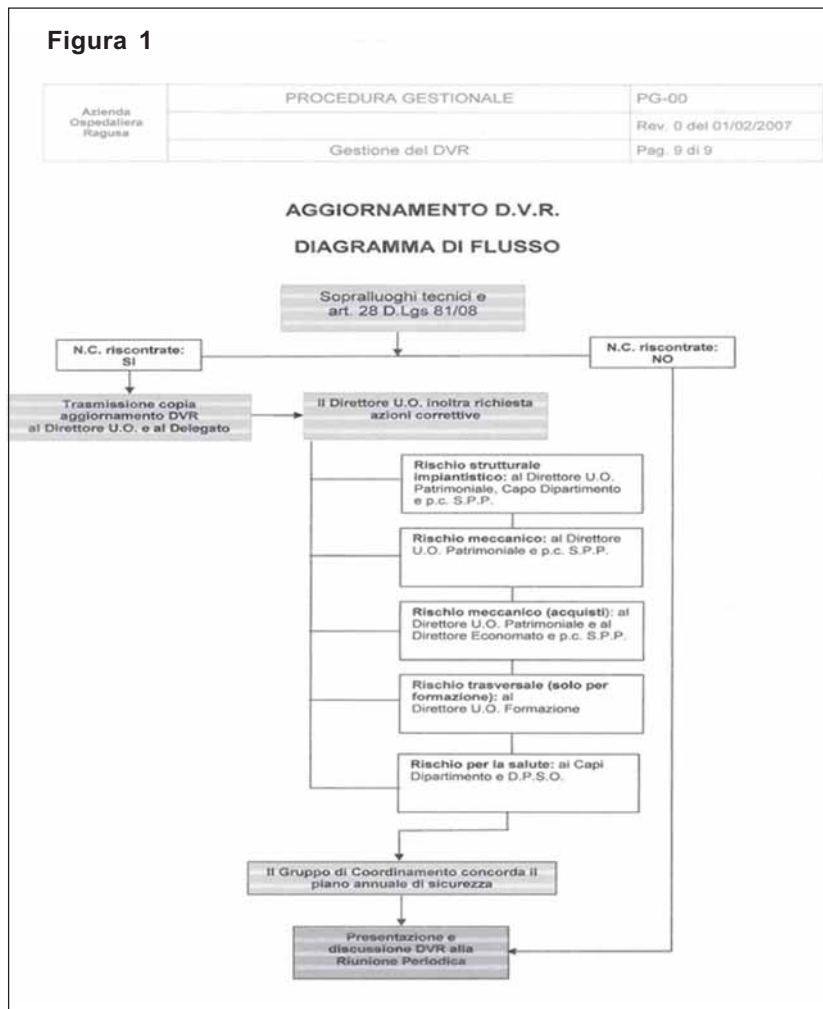 Figura 1
Azienda
Ospedaliera
Ragusa
PROCEDURA GESTIONALE
PG-00
Rev. 0 del 01/02/2007
Gestione del DVR
Pag. 9 di 9
AGGIORNAMENTO D.V.R.
DIAGRAMMA DI FLUSSO
Sopralluoghi tecnici e
art. 28 D.Lgs 81/08
N.C. riscontrate:
SI
N.C. riscontrate:
NO
Trasmissione copia
aggiornamento DVR
al Direttore U.O. e al Delegato
Il Direttore U.O. inoltra richiesta
azioni correttive
Rischio strutturale
impiantistico: al Direttore U.O.
Patrimoniale, Capo Dipartimento
e p.c. S.P.P.
Rischio meccanico: al Direttore
U.O. Patrimoniale e p.c. S.P.P.
Rischio meccanico (acquisti): al
Direttore U.O. Patrimoniale e al
Direttore Economato e p.c. S.P.P.
Rischio trasversale (solo per
formazione): al
Direttore U.O. Formazione
Rischio per la salute: ai Capi
Dipartimento e D.P.S.O.
Il Gruppo di Coordinamento concorda il
piano annuale di sicurezza
Presentazione e
discussione DVR alla
Riunione Periodica